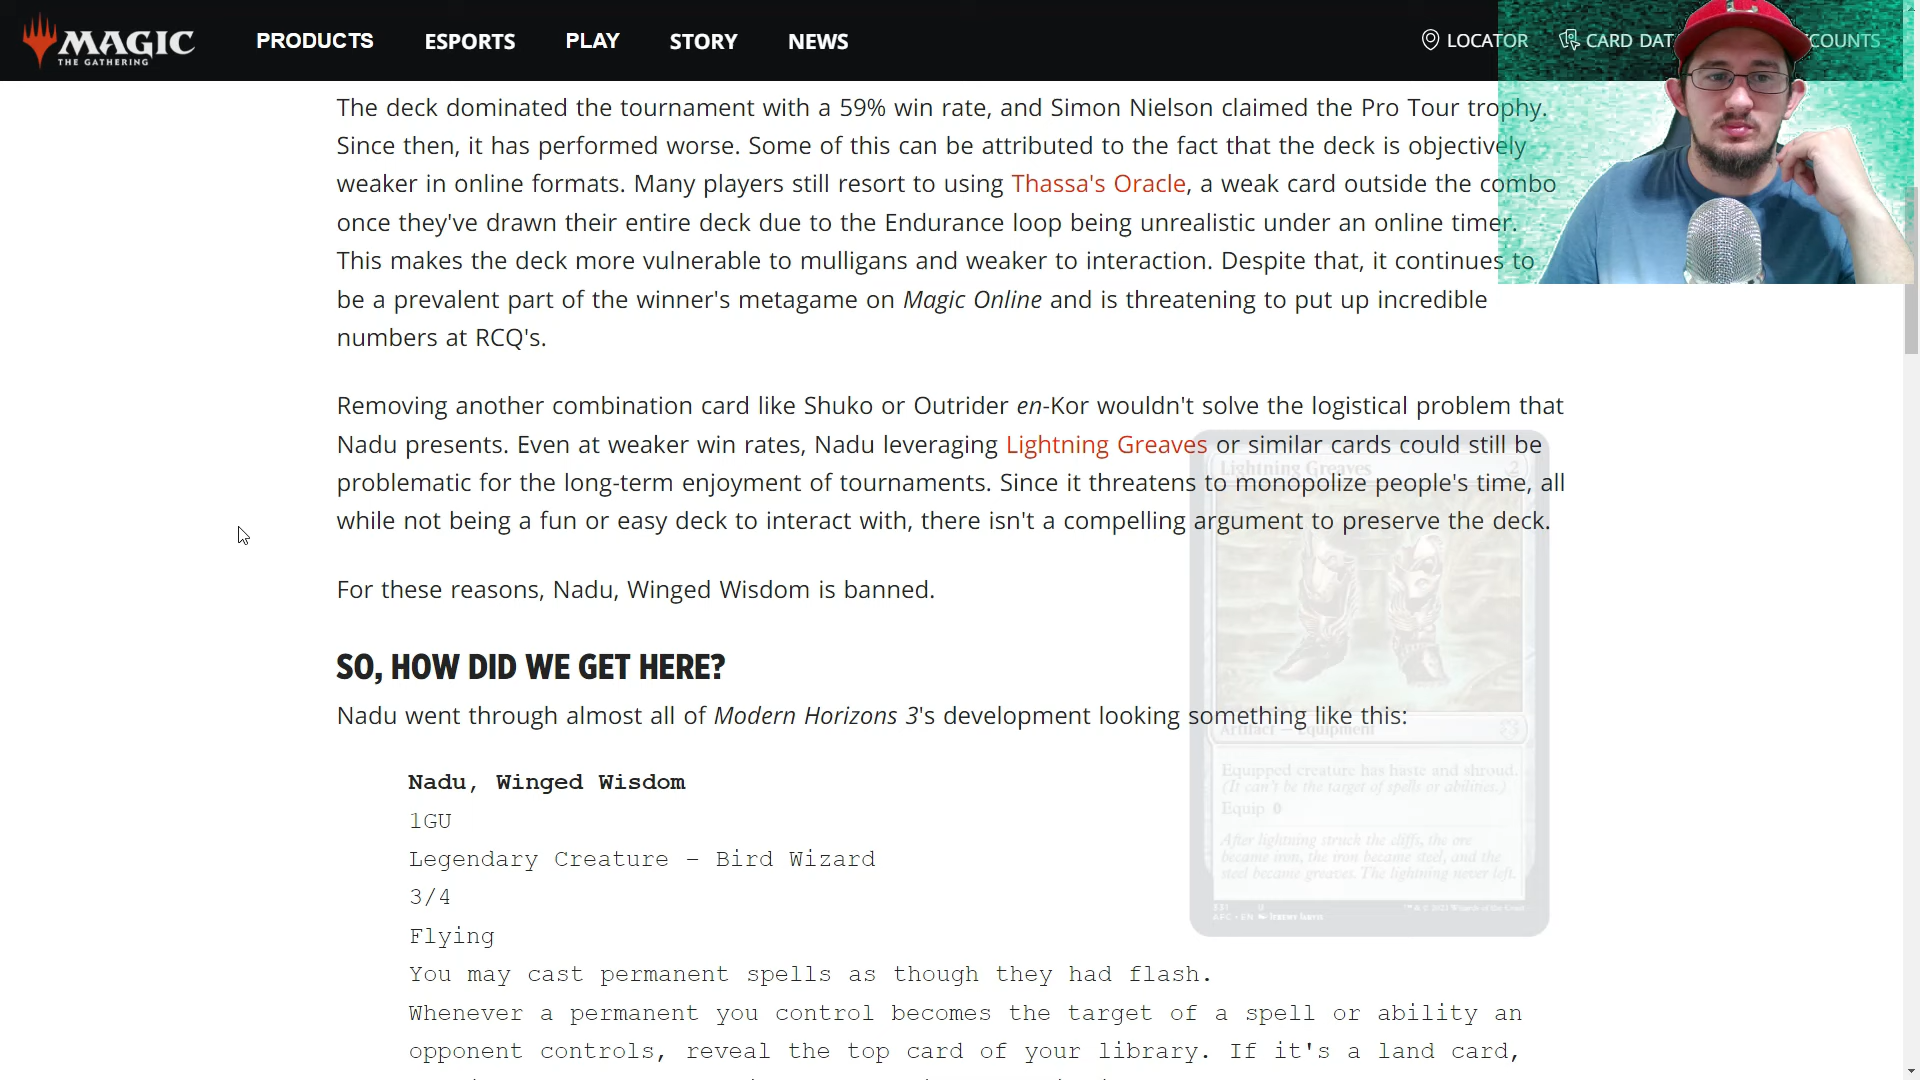 MAGIC
THE GATHERING
PRODUCTS
ESPORTS
PLAY
STORY
NEWS
LOCATOR
CARD DAT
COUNTS
The deck dominated the tournament with a 59% win rate, and Simon Nielson claimed the Pro Tour trophy.
Since then, it has performed worse. Some of this can be attributed to the fact that the deck is objectively
weaker in online formats. Many players still resort to using Thassa's Oracle, a weak card outside the combo
once they've drawn their entire deck due to the Endurance loop being unrealistic under an online timer.
This makes the deck more vulnerable to mulligans and weaker to interaction. Despite that, it continues to
be a prevalent part of the winner's metagame on Magic Online and is threatening to put up incredible
numbers at RCQ's.
Removing another combination card like Shuko or Outrider en-Kor wouldn't solve the logistical problem that
Nadu presents. Even at weaker win rates, Nadu leveraging Lightning Greaves or similar cards could still be
problematic for the long-term enjoyment of tournaments. Since it threatens to monopolize people's time, all
while not being a fun or easy deck to interact with, there isn't a compelling argument to preserve the deck.
For these reasons, Nadu, Winged Wisdom is banned.
SO, HOW DID WE GET HERE?
Nadu went through almost all of Modern Horizons 3's development looking something like this:
Nadu, Winged Wisdom
1GU
Legendary Creature – Bird Wizard
3/4
Flying
You may cast permanent spells as though they had flash.
Whenever a permanent you control becomes the target of a spell or ability an
opponent controls, reveal the top card of your library. If it's a land card,
Lightning Greaves 2
Artifact — Equipment
Equipped creature has haste and shroud.
(It can't be the target of spells or abilities.)
Equip 0
After lightning struck the cliffs, the ore
became iron, the iron became steel, and the
steel became greaves. The lightning never left.